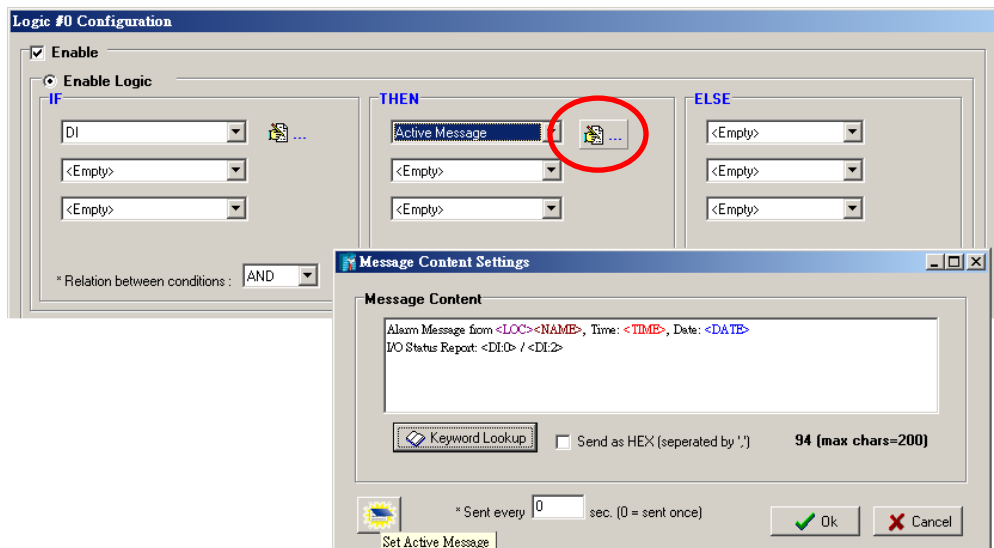 Logic #0 Configuration
Enable
Enable Logic
IF
THEN
ELSE
DI
...
Active Message
...
<Empty>
<Empty>
<Empty>
<Empty>
<Empty>
<Empty>
<Empty>
<Empty>
* Relation between conditions :
AND
Message Content Settings
Message Content
Alarm Message from <LOC><NAME>, Time: <TIME>, Date: <DATE>
I/O Status Report: <DI:0> / <DI:2>
Keyword Lookup
Send as HEX (seperated by ',')
94 (max chars=200)
* Sent every 0 sec. (0 = sent once)
Ok
Cancel
Set Active Message